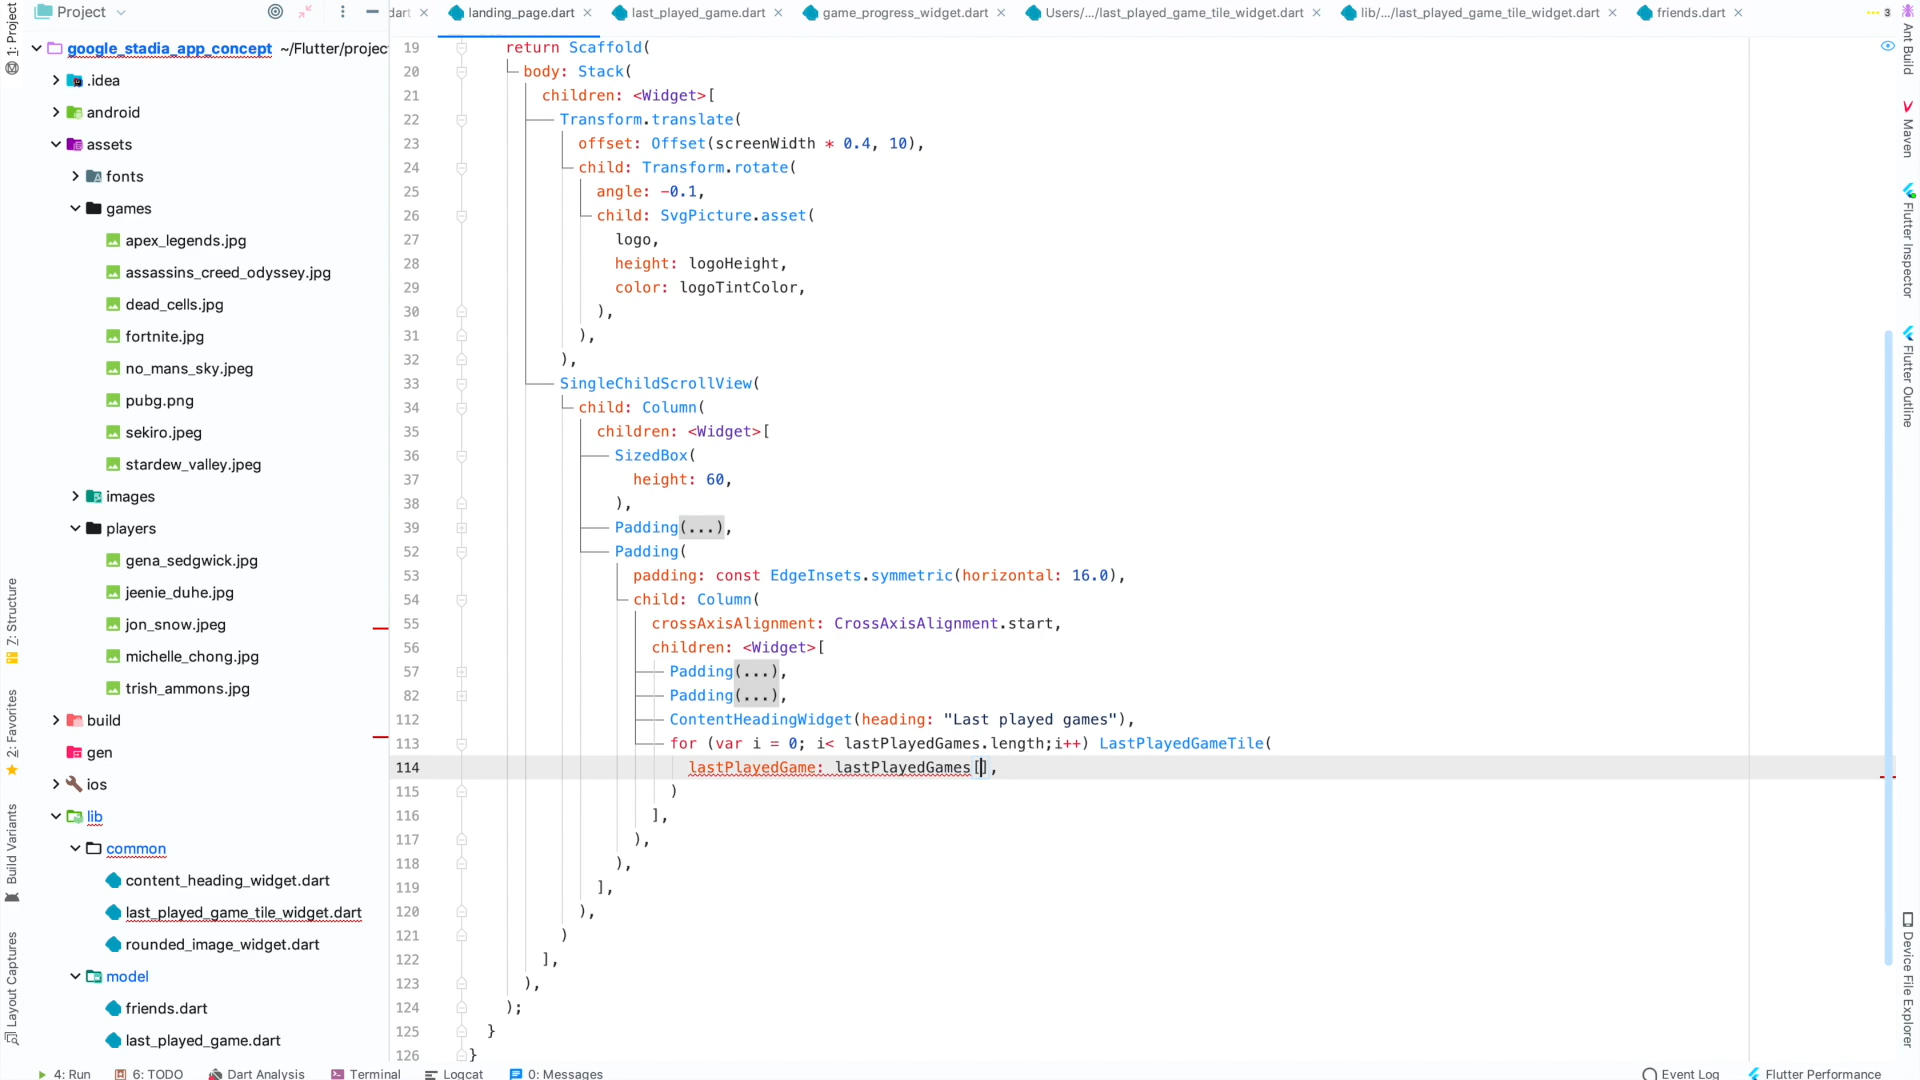 Project
dart
landing_page.dart
last_played_game.dart
game_progress_widget.dart
Users/.../last_played_game_tile_widget.dart
lib/.../last_played_game_tile_widget.dart
friends.dart
3
1: Project
Z: Structure
2: Favorites
Build Variants
Layout Captures
google_stadia_app_concept ~/Flutter/projec
.idea
android
assets
fonts
games
apex_legends.jpg
assassins_creed_odyssey.jpg
dead_cells.jpg
fortnite.jpg
no_mans_sky.jpeg
pubg.png
sekiro.jpeg
stardew_valley.jpeg
images
players
gena_sedgwick.jpg
jeenie_duhe.jpg
jon_snow.jpeg
michelle_chong.jpg
trish_ammons.jpg
build
gen
ios
lib
common
content_heading_widget.dart
last_played_game_tile_widget.dart
rounded_image_widget.dart
model
friends.dart
last_played_game.dart
19 return Scaffold(
20 body: Stack(
21 children: <Widget>[
22 Transform.translate(
23 offset: Offset(screenWidth * 0.4, 10),
24 child: Transform.rotate(
25 angle: -0.1,
26 child: SvgPicture.asset(
27 logo,
28 height: logoHeight,
29 color: logoTintColor,
30 ),
31 ),
32 ),
33 SingleChildScrollView(
34 child: Column(
35 children: <Widget>[
36 SizedBox(
37 height: 60,
38 ),
39 Padding(...),
52 Padding(
53 padding: const EdgeInsets.symmetric(horizontal: 16.0),
54 child: Column(
55 crossAxisAlignment: CrossAxisAlignment.start,
56 children: <Widget>[
57 Padding(...),
82 Padding(...),
112 ContentHeadingWidget(heading: "Last played games"),
113 for (var i = 0; i< lastPlayedGames.length;i++) LastPlayedGameTile(
114 lastPlayedGame: lastPlayedGames[],
115 )
116 ],
117 ),
118 ),
119 ],
120 ),
121 )
122 ],
123 ),
124 );
125 }
126 }
Ant Build
Maven
Flutter Inspector
Flutter Outline
Device File Explorer
4: Run
6: TODO
Dart Analysis
Terminal
Logcat
0: Messages
Event Log
Flutter Performance